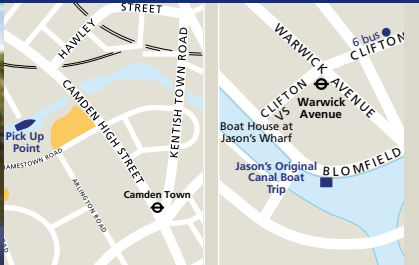 HAWLEY
STREET
KENTISH TOWN ROAD
CAMDEN HIGH STREET
Pick Up
Point
JAMESTOWN ROAD
ARLINGTON ROAD
Camden Town
WARWICK AVENUE
6 bus
CLIFTON
CLIFTON
VS
Warwick
Avenue
Boat House at
Jason's Wharf
Jason's Original
Canal Boat
Trip
BLOMFIELD